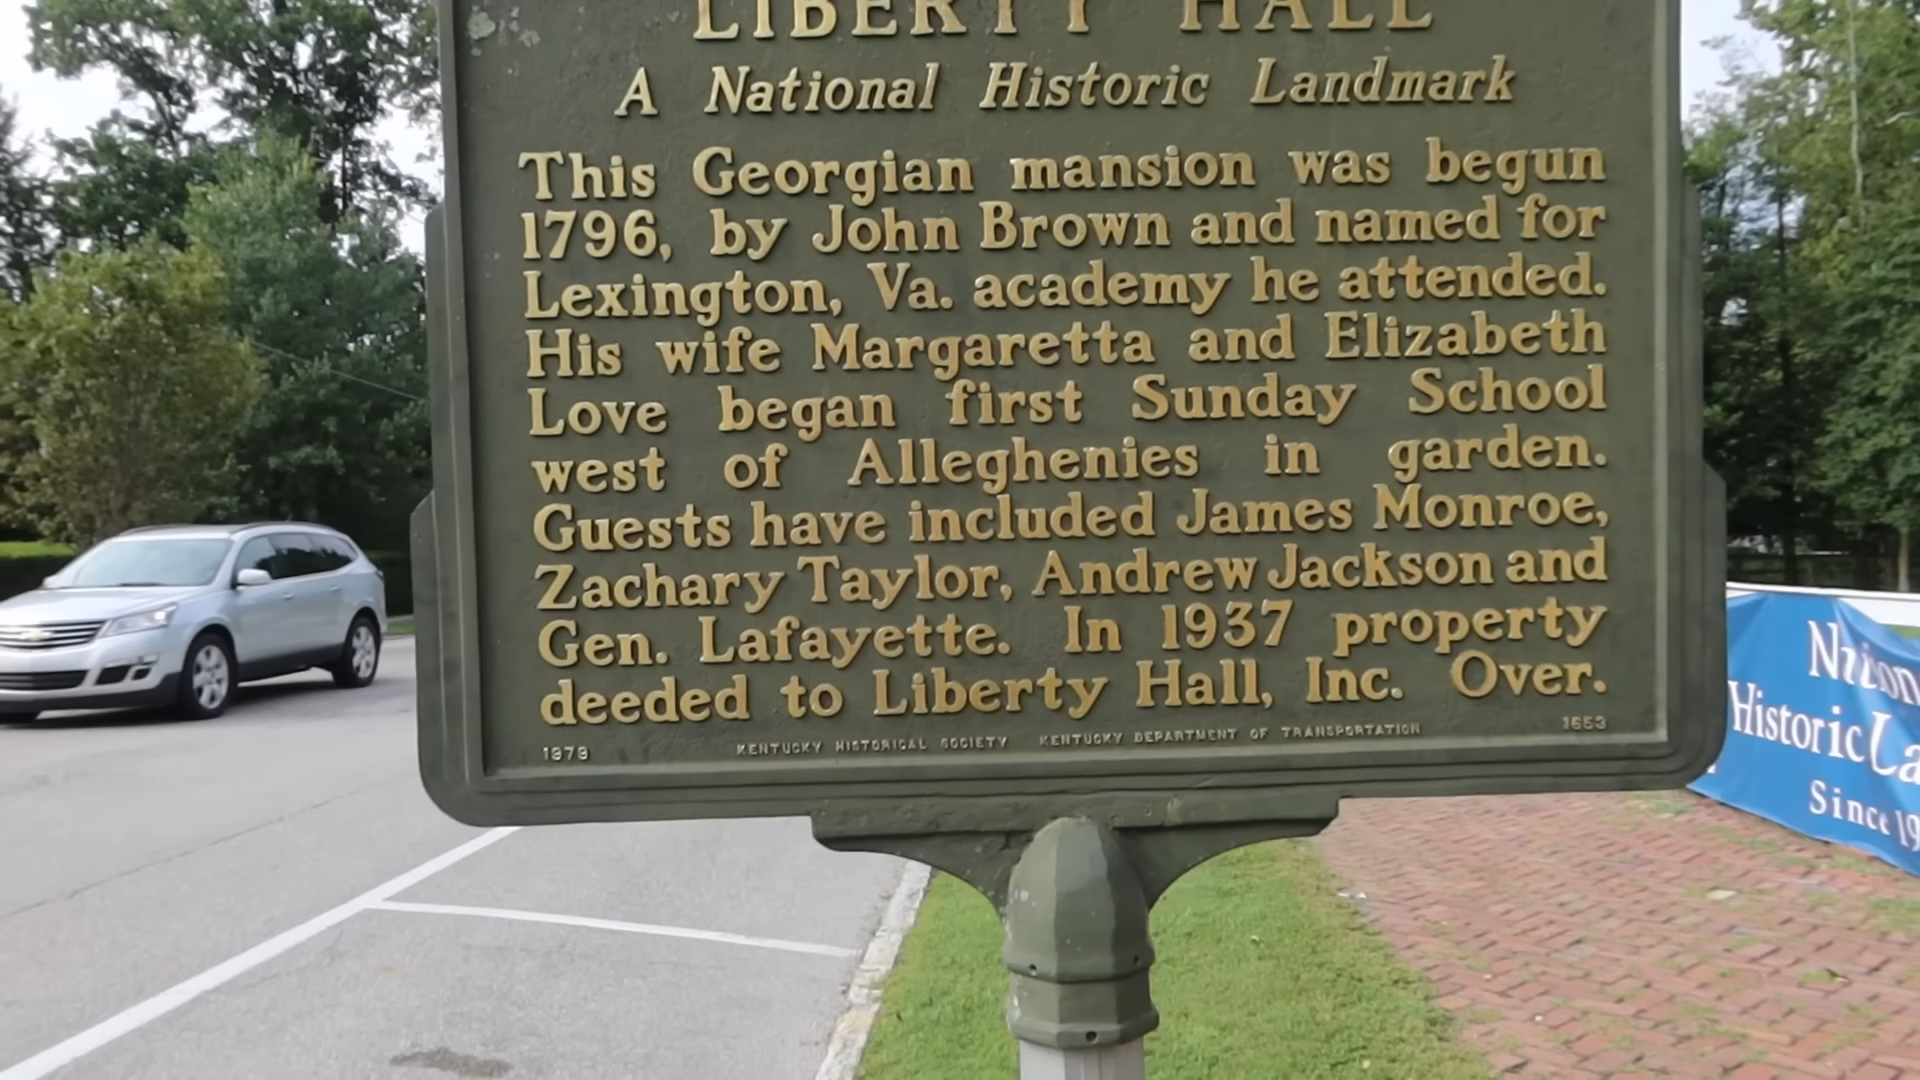 LIBERTY HALL
A National Historic Landmark
This Georgian mansion was begun
1796, by John Brown and named for
Lexington, Va. academy he attended.
His wife Margaretta and Elizabeth
Love began first Sunday School
west of Alleghenies in garden.
Guests have included James Monroe,
Zachary Taylor, Andrew Jackson and
Gen. Lafayette. In 1937 property
deeded to Liberty Hall, Inc. Over.
1979 KENTUCKY HISTORICAL SOCIETY KENTUCKY DEPARTMENT OF TRANSPORTATION 1653
Nation
Historic La
Since 19